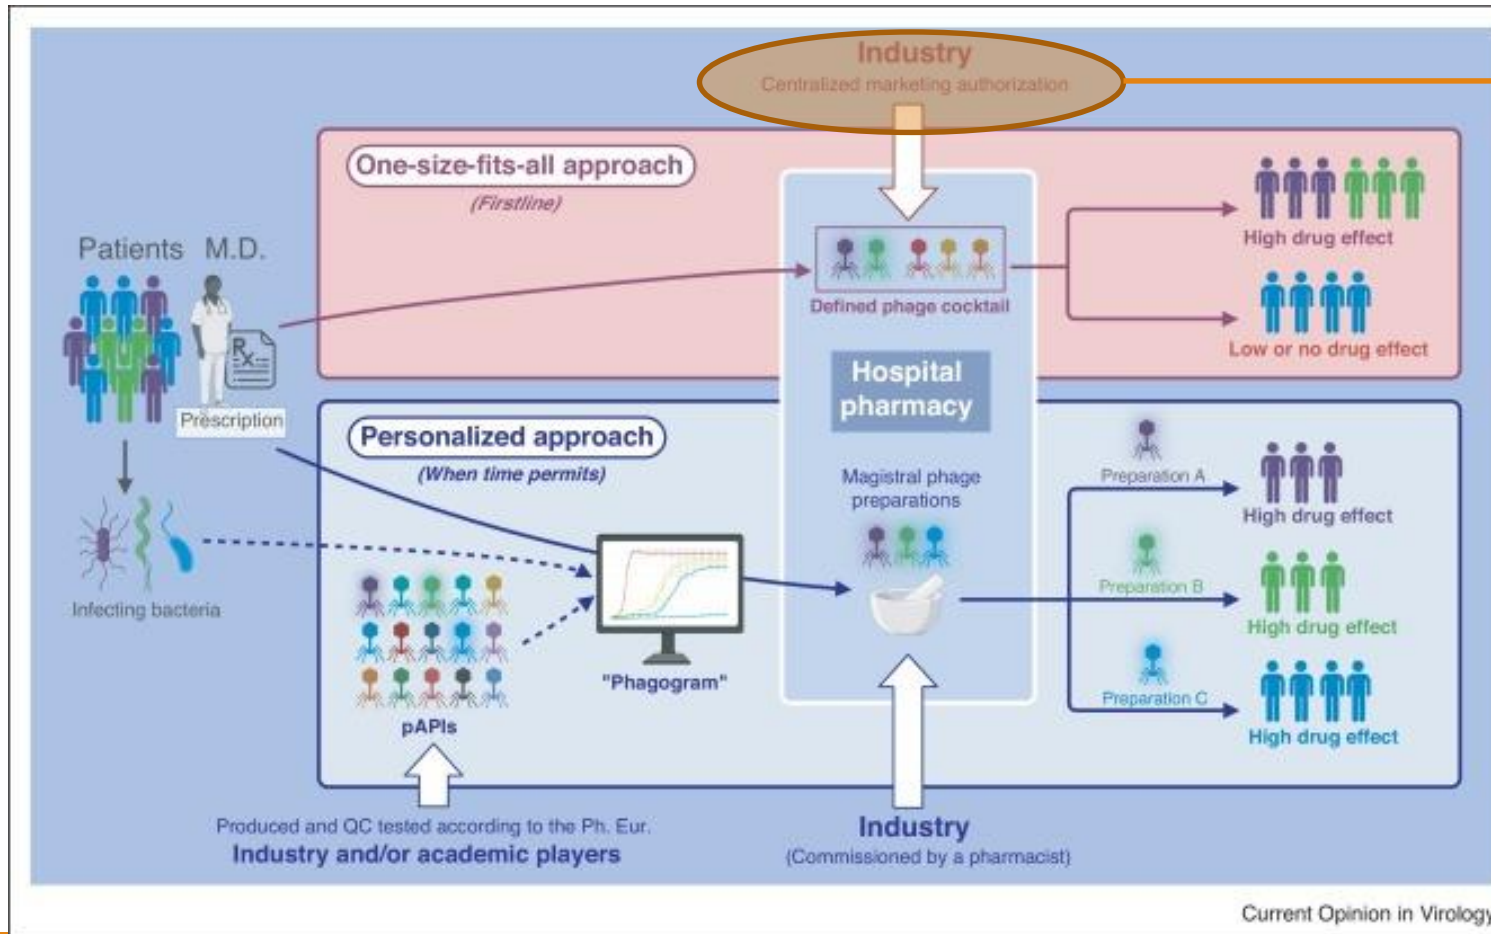 Industry
Centralized marketing authorization
One-size-fits-all approach
(Firstline)
Patients M.D.
Rx
Prescription
Defined phage cocktail
High drug effect
Low or no drug effect
Hospital
pharmacy
Personalized approach
(When time permits)
Infecting bacteria
pAPIs
"Phagogram"
Magistral phage
preparations
Preparation A
High drug effect
Preparation B
High drug effect
Preparation C
High drug effect
Produced and QC tested according to the Ph. Eur.
Industry and/or academic players
Industry
(Commissioned by a pharmacist)
Current Opinion in Virology